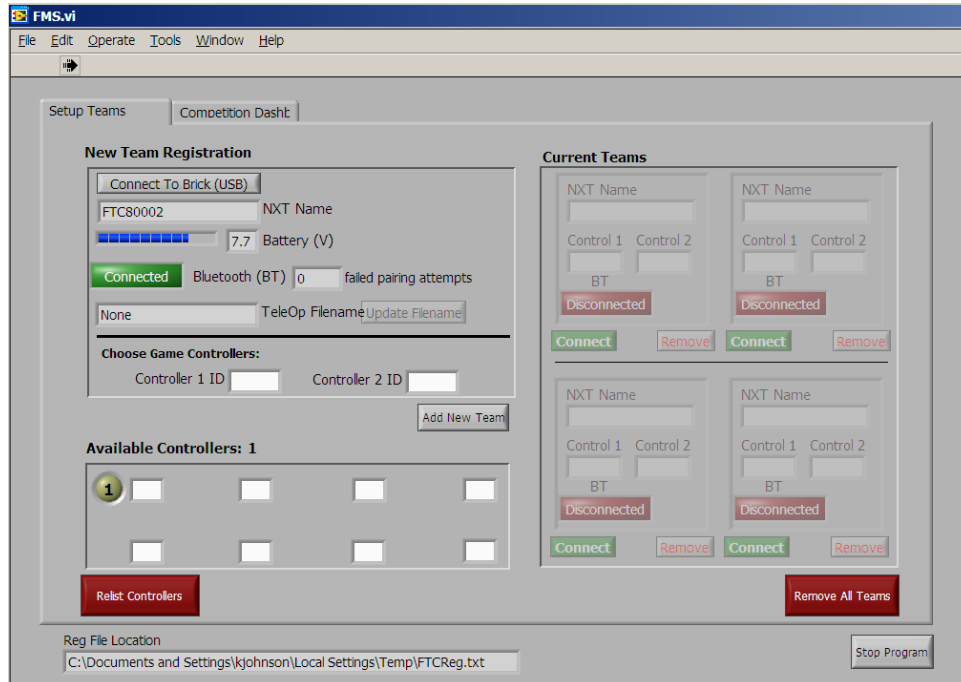 FMS.vi
File Edit Operate Tools Window Help
Setup Teams Competition Dashb
New Team Registration
Connect To Brick (USB)
FTC80002 NXT Name
7.7 Battery (V)
Connected Bluetooth (BT) 0 failed pairing attempts
None TeleOp Filename Update Filename
Choose Game Controllers:
Controller 1 ID Controller 2 ID
Add New Team
Available Controllers: 1
1
Relist Controllers
Current Teams
NXT Name NXT Name
Control 1 Control 2 Control 1 Control 2
BT BT
Disconnected Disconnected
Connect Remove Connect Remove
NXT Name NXT Name
Control 1 Control 2 Control 1 Control 2
BT BT
Disconnected Disconnected
Connect Remove Connect Remove
Remove All Teams
Reg File Location
C:\Documents and Settings\kjohnson\Local Settings\Temp\FTCReg.txt
Stop Program